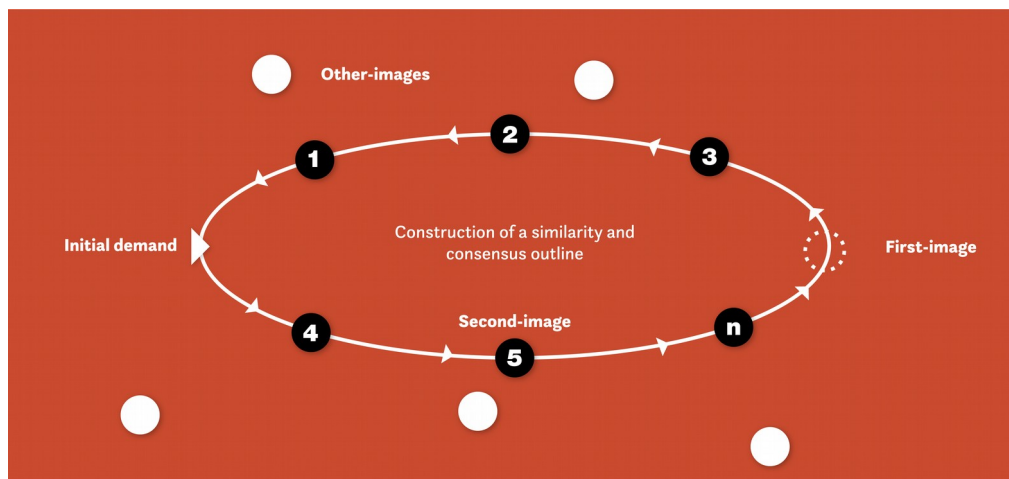 Other-images
2
1
3
Construction of a similarity and
consensus outline
Initial demand
First-image
Second-image
4
5
n